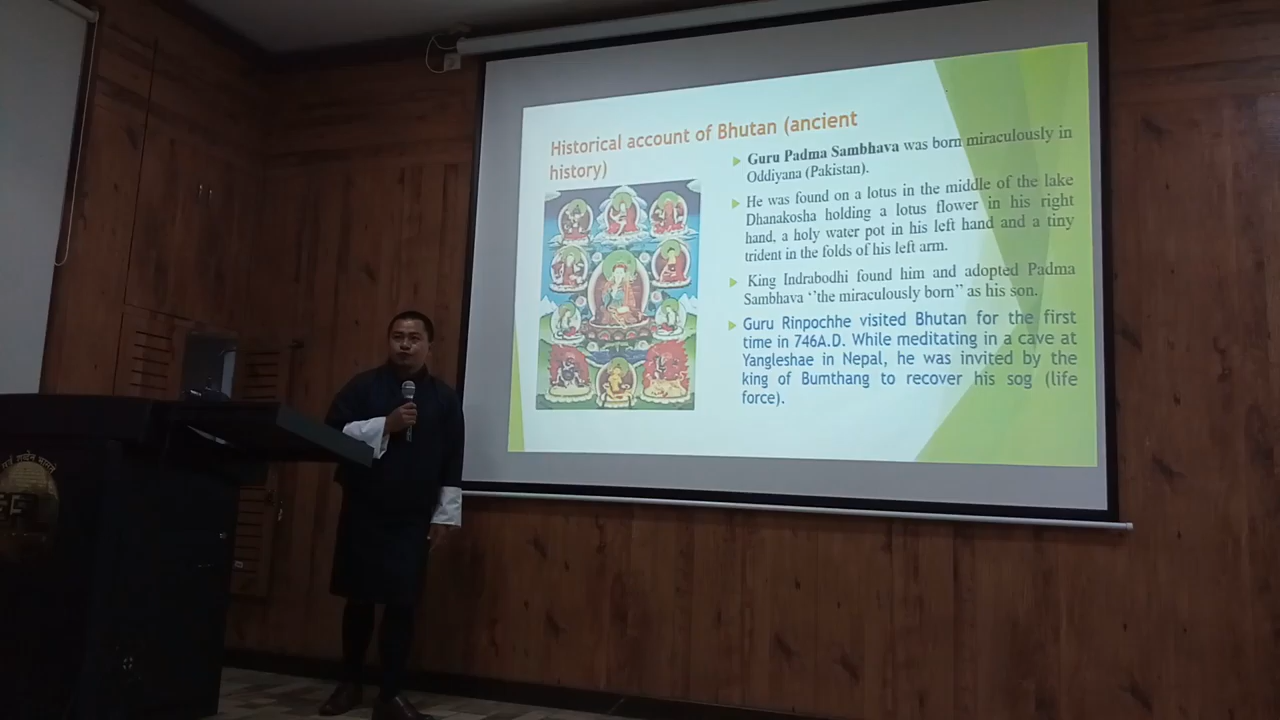 Historical account of Bhutan (ancient
history)
Guru Padma Sambhava was born miraculously in
Oddiyana (Pakistan).
He was found on a lotus in the middle of the lake
Dhanakosha holding a lotus flower in his right
hand, a holy water pot in his left hand and a tiny
trident in the folds of his left arm.
King Indrabodhi found him and adopted Padma
Sambhava ‘'the miraculously born” as his son.
Guru Rinpochhe visited Bhutan for the first
time in 746A.D. While meditating in a cave at
Yangleshae in Nepal, he was invited by the
king of Bumthang to recover his sog (life
force).